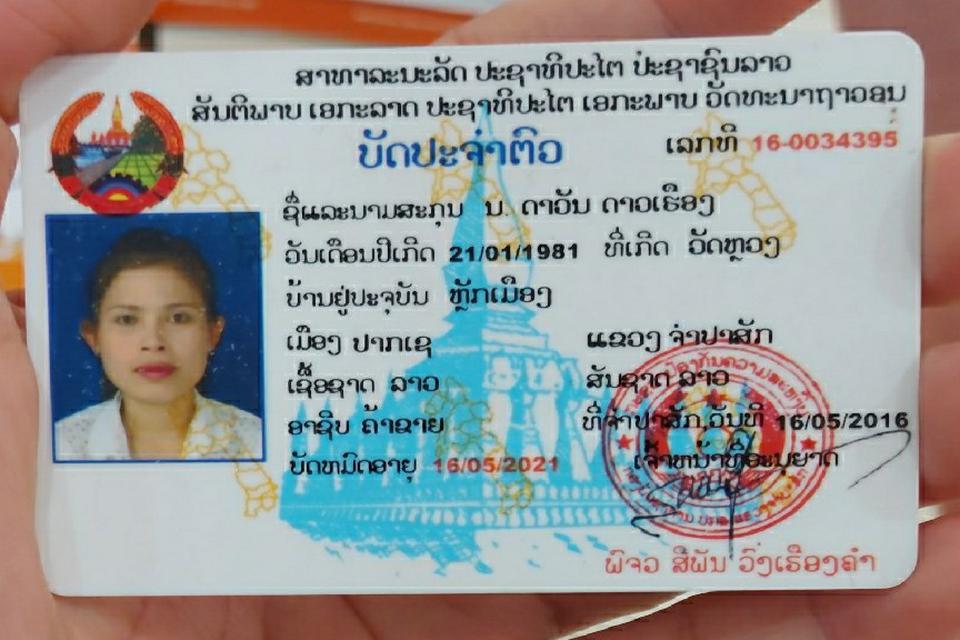 ສາທາລະນະລັດ ປະຊາທິປະໄຕ ປະຊາຊົນລາວ
ສັນຕິພາບ ເອກະລາດ ປະຊາທິປະໄຕ ເອກະພາບ ວັດທະນາຖາວອນ
ບັດປະຈຳຕົວ
ເລກທີ 16-0034395
ຊື່ແລະນາມສະກຸນ ນ. ດາວັນ ດາວເຮືອງ
ວັນເດືອນປີເກີດ 21/01/1981 ທີ່ເກີດ ວັດຫຼວງ
ບ້ານຢູ່ປະຈຸບັນ ຫຼັກເມືອງ
ເມືອງ ປາກເຊ ແຂວງ ຈຳປາສັກ
ເຊື້ອຊາດ ລາວ ສັນຊາດ ລາວ
ອາຊີບ ຄ້າຂາຍ ທີ່ຈຳປາສັກ,ວັນທີ 16/05/2016
ບັດຫມົດອາຍຸ 16/05/2021 ເຈົ້າຫນ້າທີ່ອະນຸຍາດ
ພົຈວ ສີພັນ ວົງເຮືອງຄຳ